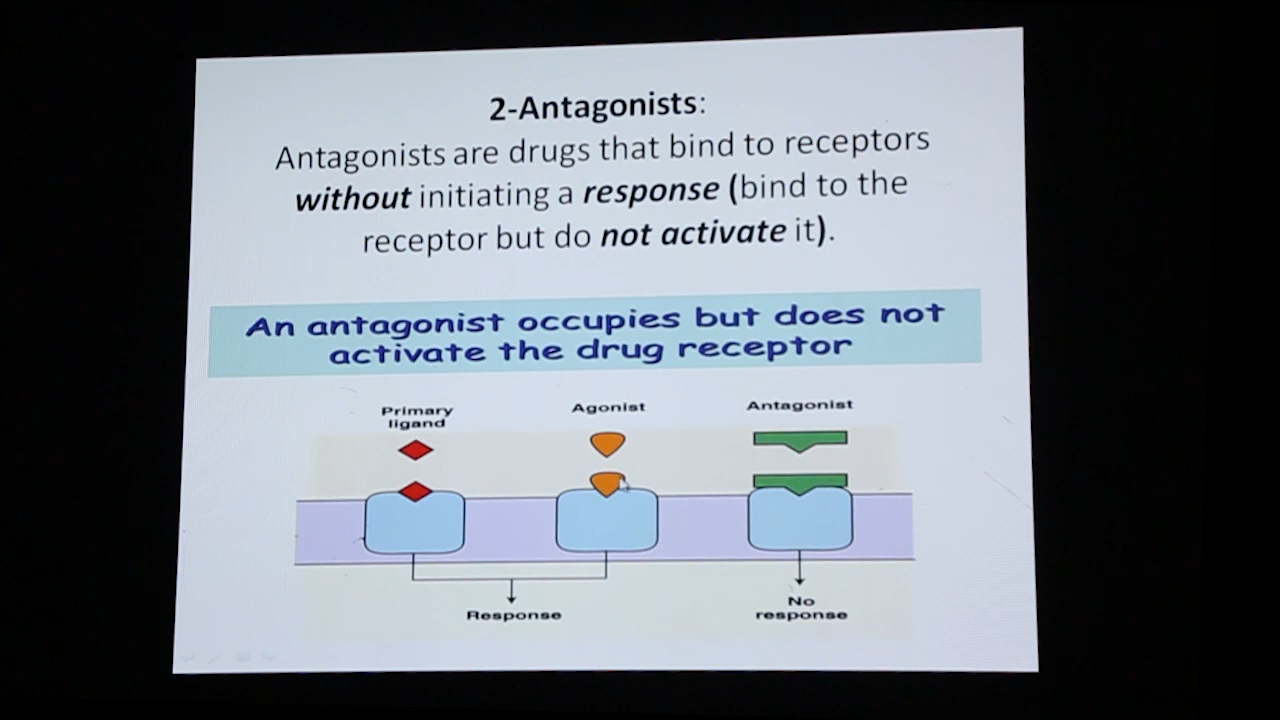 2-Antagonists:
Antagonists are drugs that bind to receptors
without initiating a response (bind to the
receptor but do not activate it).
An antagonist occupies but does not
activate the drug receptor
Primary
ligand
Agonist
Antagonist
Response
No
response